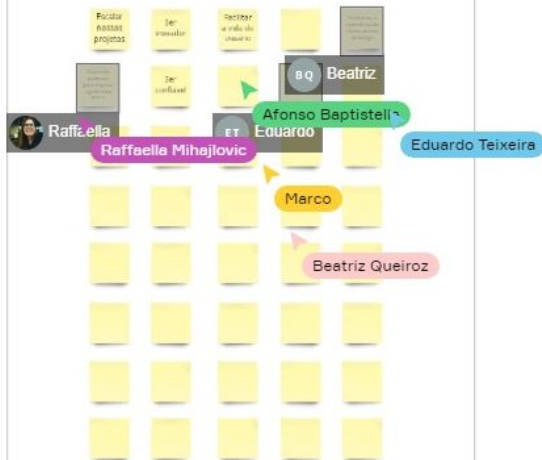 Escalar
nossos
projetos
Ser
inovador
Facilitar
a vida do
usuário
BQ Beatriz
Ser
confiável
Afonso Baptistella
Raffaella
ET Eduardo
Eduardo Teixeira
Raffaella Mihajlovic
Marco
Beatriz Queiroz